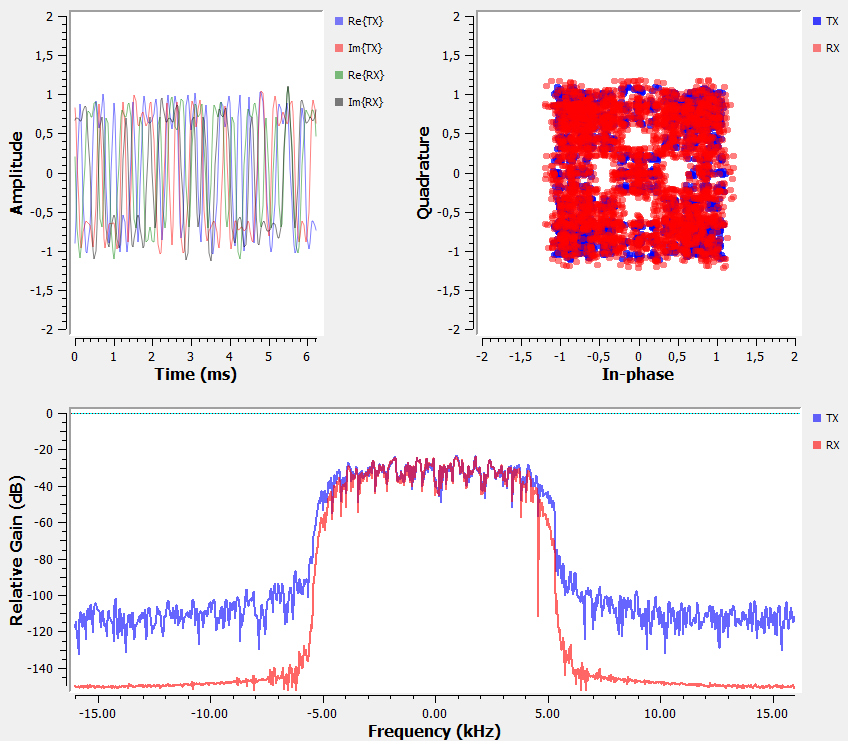 2
1,5
1
0,5
0
-0,5
-1
-1,5
-2
Amplitude
0 1 2 3 4 5 6
Time (ms)
Re{TX}
Im{TX}
Re{RX}
Im{RX}
2
1,5
1
0,5
0
-0,5
-1
-1,5
-2
Quadrature
-2 -1,5 -1 -0,5 0 0,5 1 1,5 2
In-phase
TX
RX
0
-20
-40
-60
-80
-100
-120
-140
Relative Gain (dB)
-15.00 -10.00 -5.00 0.00 5.00 10.00 15.00
Frequency (kHz)
TX
RX